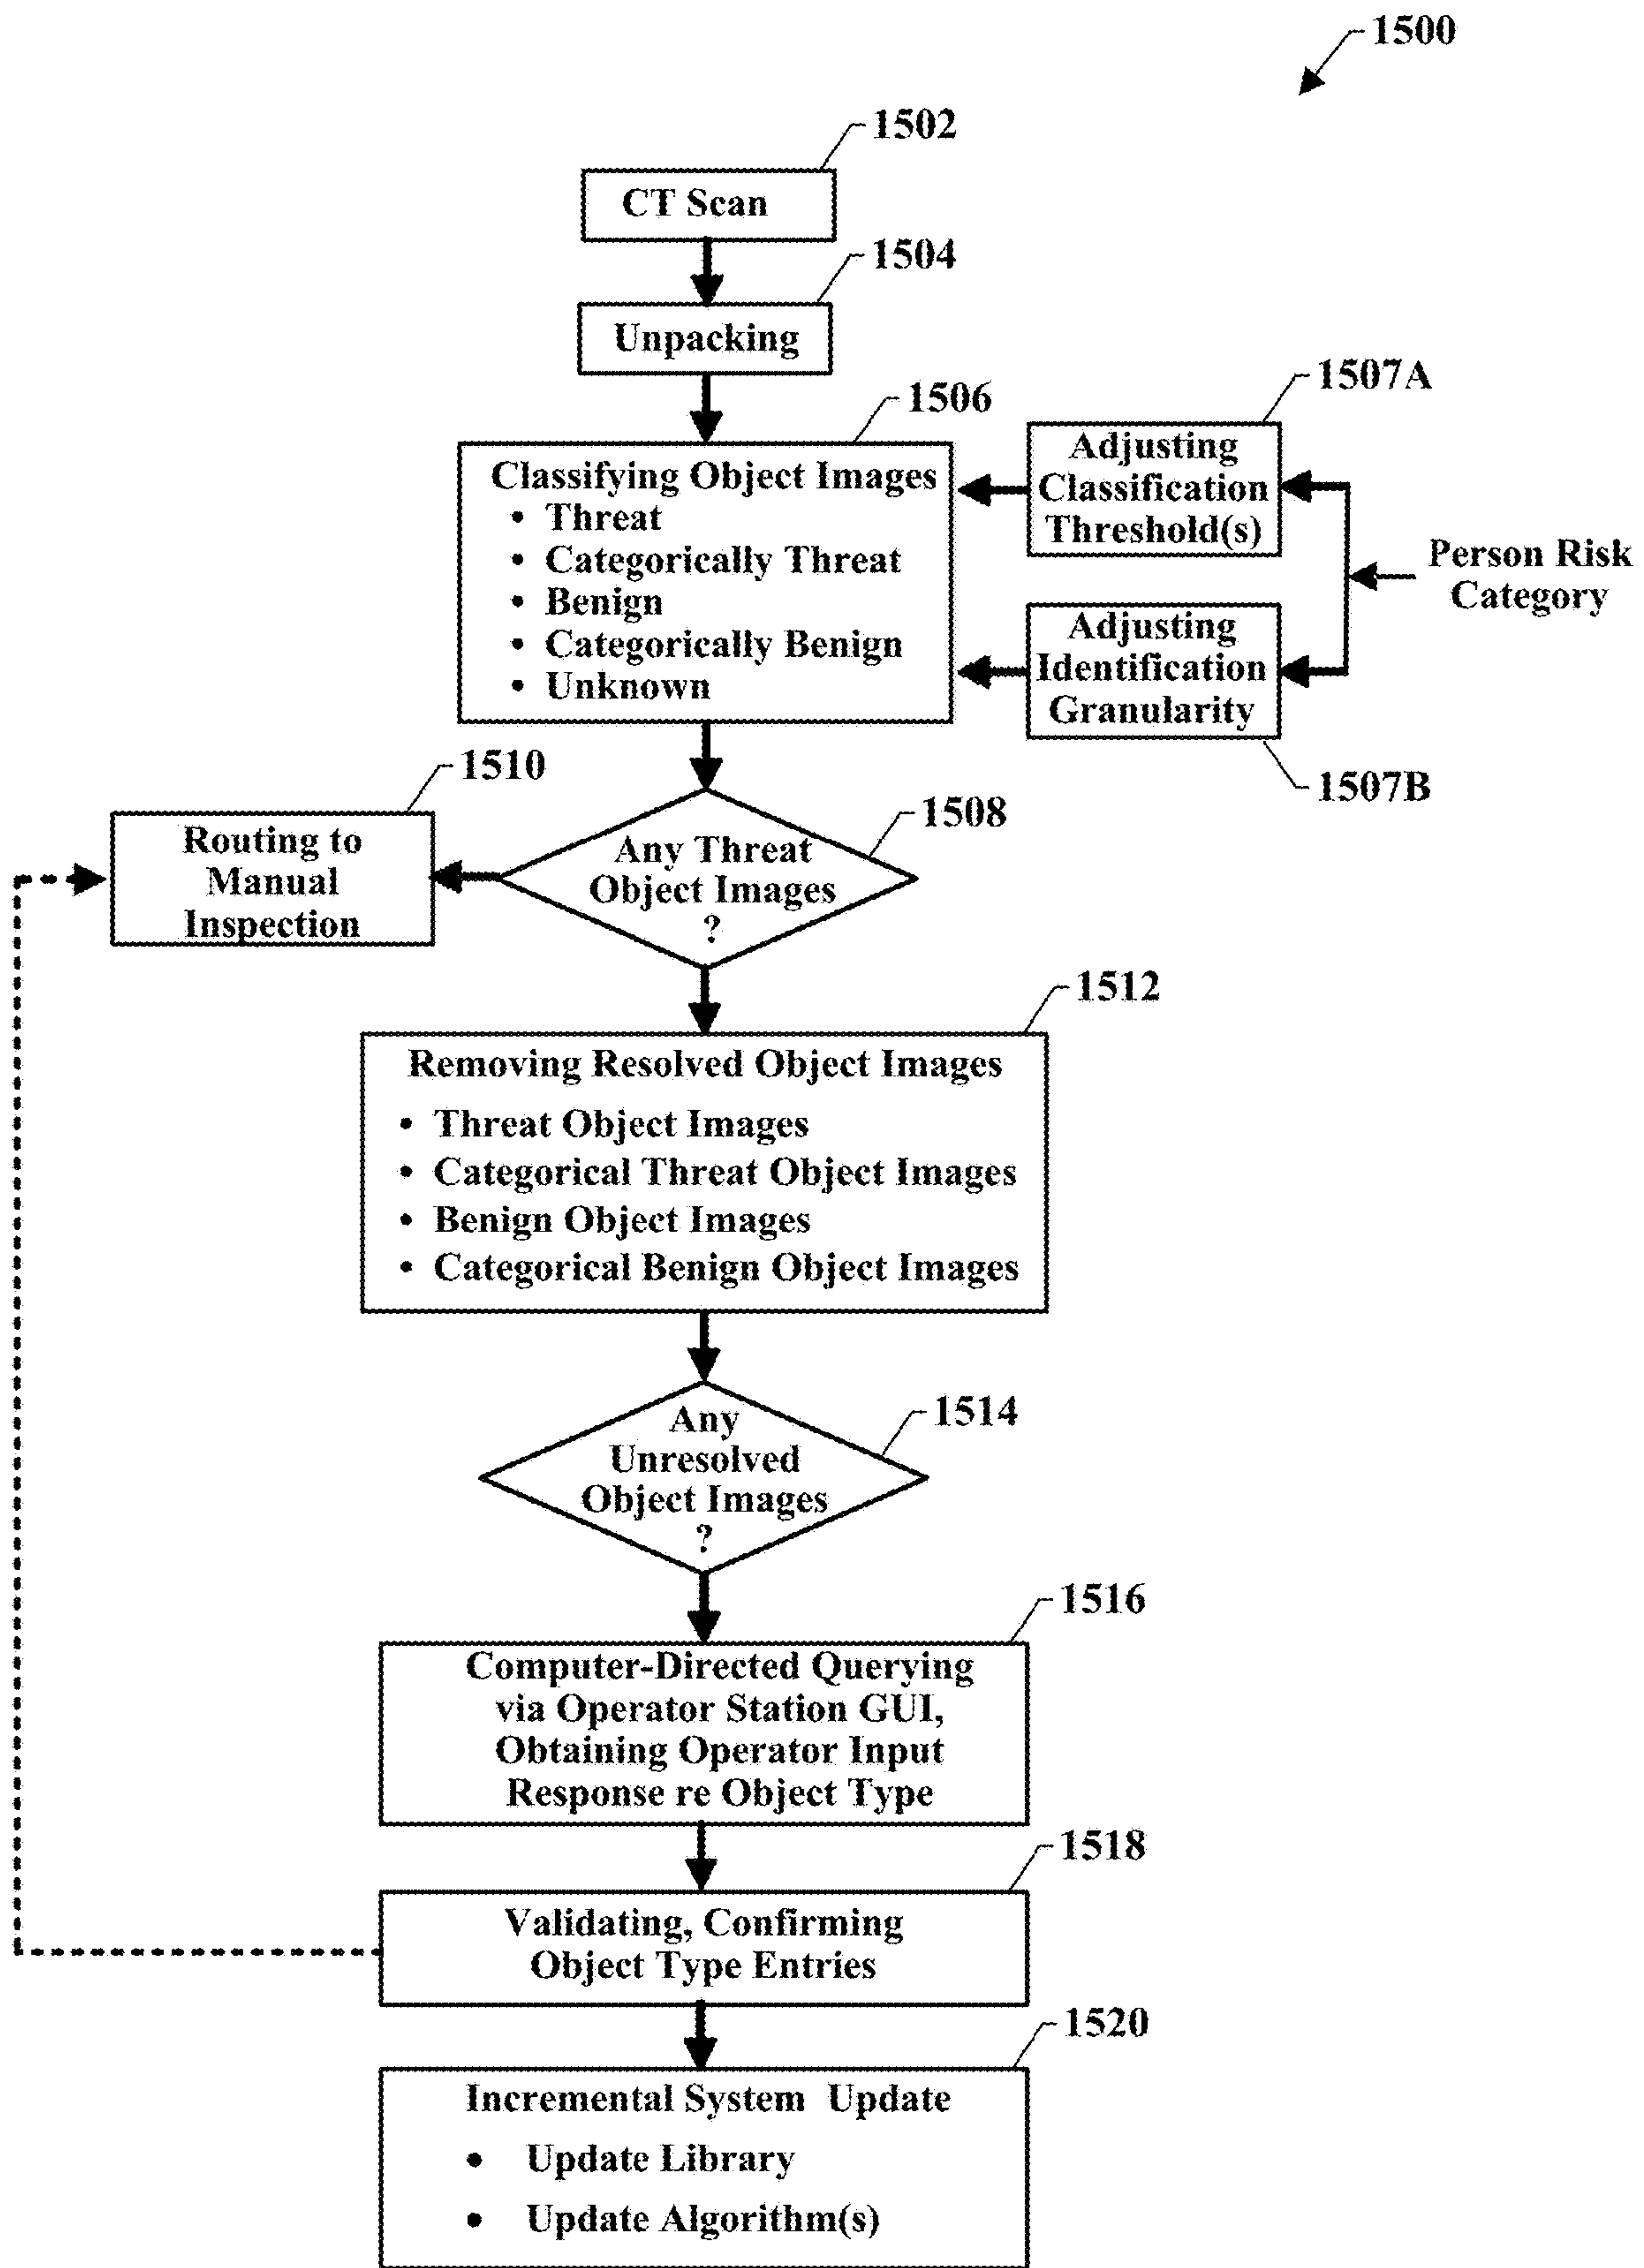 1500
1502
CT Scan
1504
Unpacking
1506
Classifying Object Images
• Threat
• Categorically Threat
• Benign
• Categorically Benign
• Unknown
1507A
Adjusting
Classification
Threshold(s)
Person Risk
Category
Adjusting
Identification
Granularity
1507B
1508
Any Threat
Object Images
?
1510
Routing to
Manual
Inspection
1512
Removing Resolved Object Images
• Threat Object Images
• Categorical Threat Object Images
• Benign Object Images
• Categorical Benign Object Images
1514
Any
Unresolved
Object Images
?
1516
Computer-Directed Querying
via Operator Station GUI,
Obtaining Operator Input
Response re Object Type
1518
Validating, Confirming
Object Type Entries
1520
Incremental System Update
• Update Library
• Update Algorithm(s)